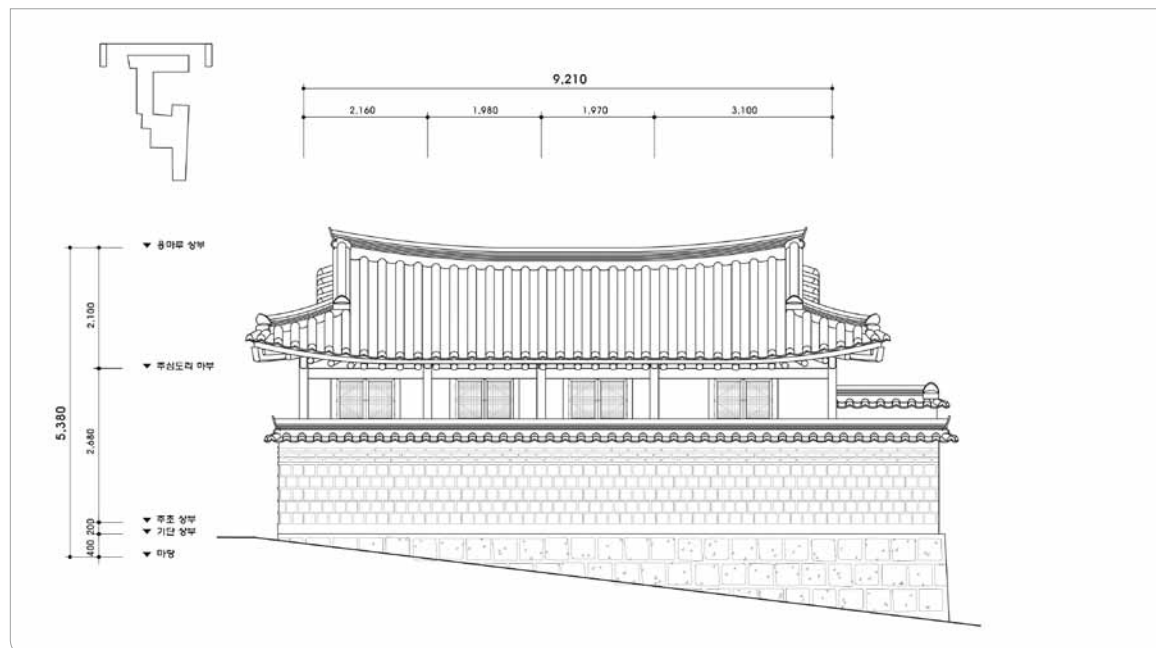 9,210
2,160
1,980
1,970
3,100
용마루 상부
2,100
주심도리 하부
5,380
2,680
주초 상부
200
기단 상부
400
마당